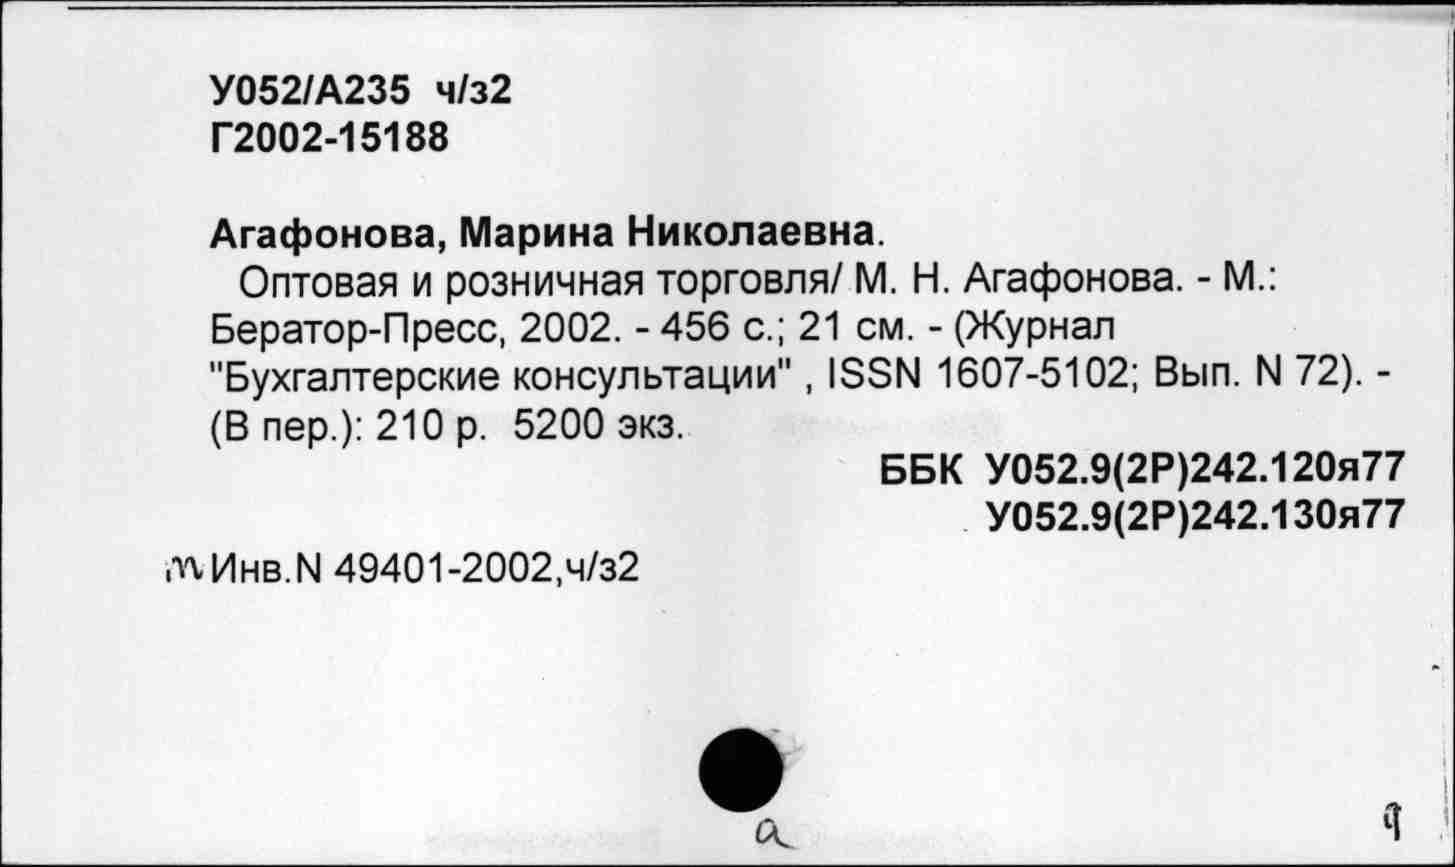 У052/А235 ч/з2
Г2002-15188
Агафонова, Марина Николаевна.
Оптовая и розничная торговля/ М. Н. Агафонова. - М.:
Бератор-Пресс, 2002. - 456 с.; 21 см. - (Журнал
"Бухгалтерские консультации" , ISSN 1607-5102; Вып. N 72). -
(В пер.): 210 р. 5200 экз.
ББК У052.9(2Р)242.120я77
У052.9(2Р)242.130я77
Инв.N 49401-2002,ч/з2
а